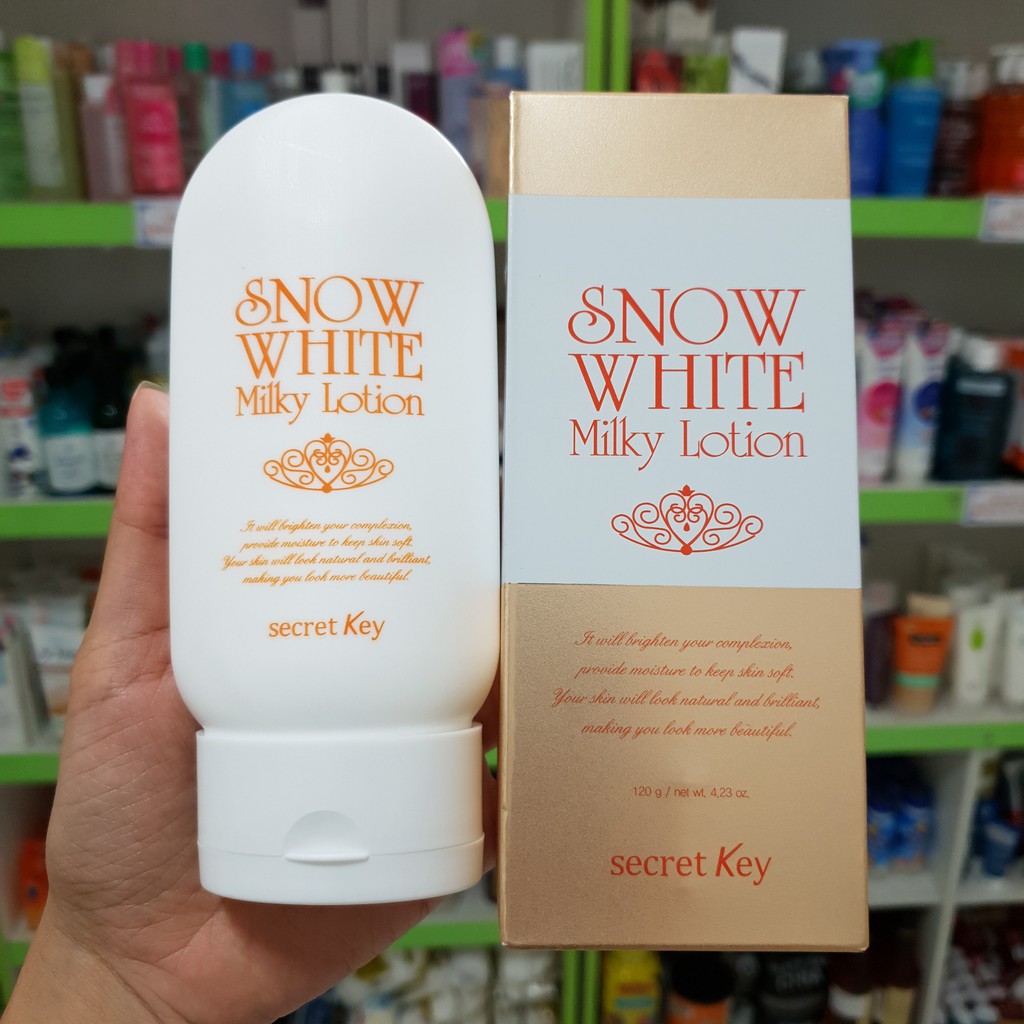 SNOW
WHITE
Milky Lotion
It will brighten your complexion,
provide moisture to keep skin soft.
Your skin will look natural and brilliant,
making you look more beautiful.
secret Key
SNOW
WHITE
Milky Lotion
It will brighten your complexion,
provide moisture to keep skin soft.
Your skin will look natural and brilliant,
making you look more beautiful.
120 g / net wt. 4.23 oz.
secret Key